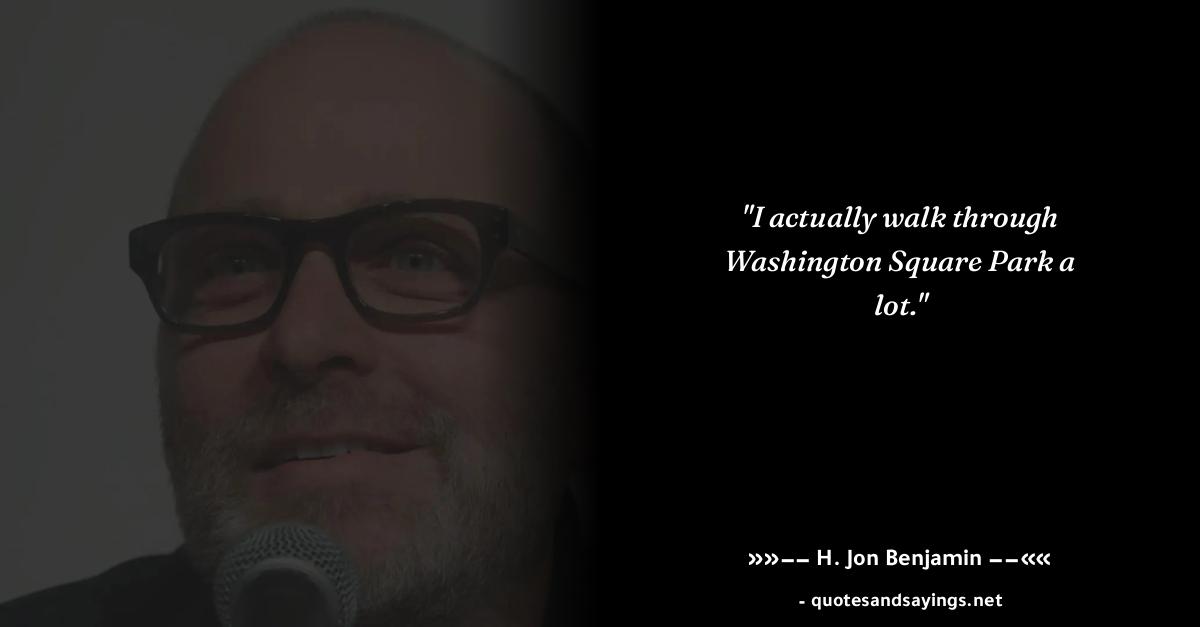 "I actually walk through
Washington Square Park a
lot."
»»−− H. Jon Benjamin −−««
- quotesandsayings.net